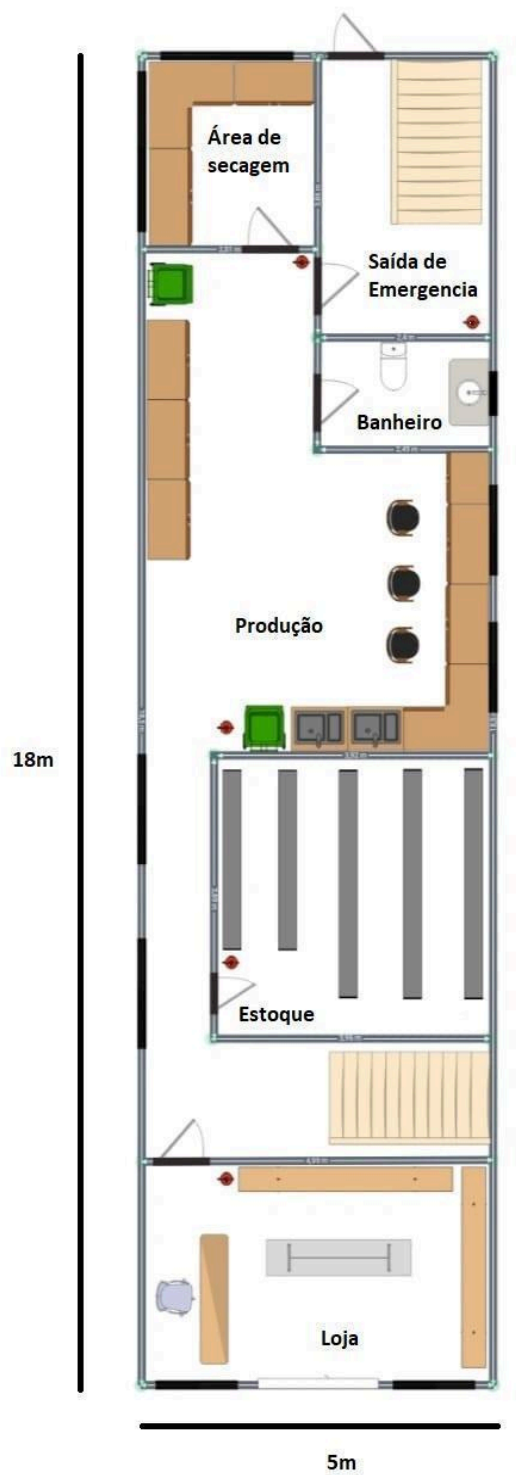 Área de
secagem
Saída de
Emergencia
Banheiro
Produção
18m
Estoque
Loja
5m